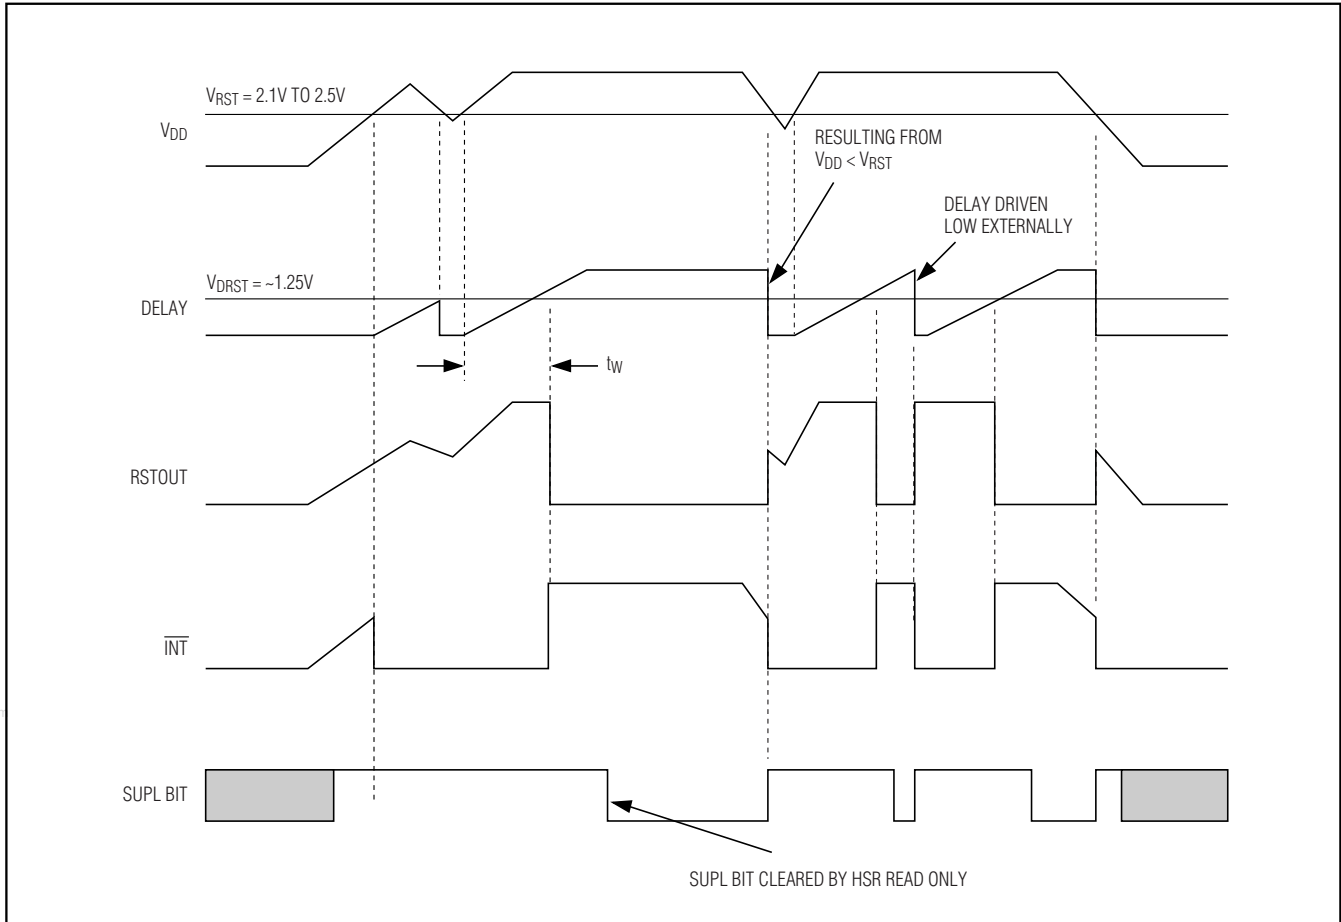 VRST = 2.1V TO 2.5V
VDD
RESULTING FROM
VDD < VRST
DELAY DRIVEN
LOW EXTERNALLY
VDRST = ~1.25V
DELAY
tW
RSTOUT
INT
SUPL BIT
SUPL BIT CLEARED BY HSR READ ONLY